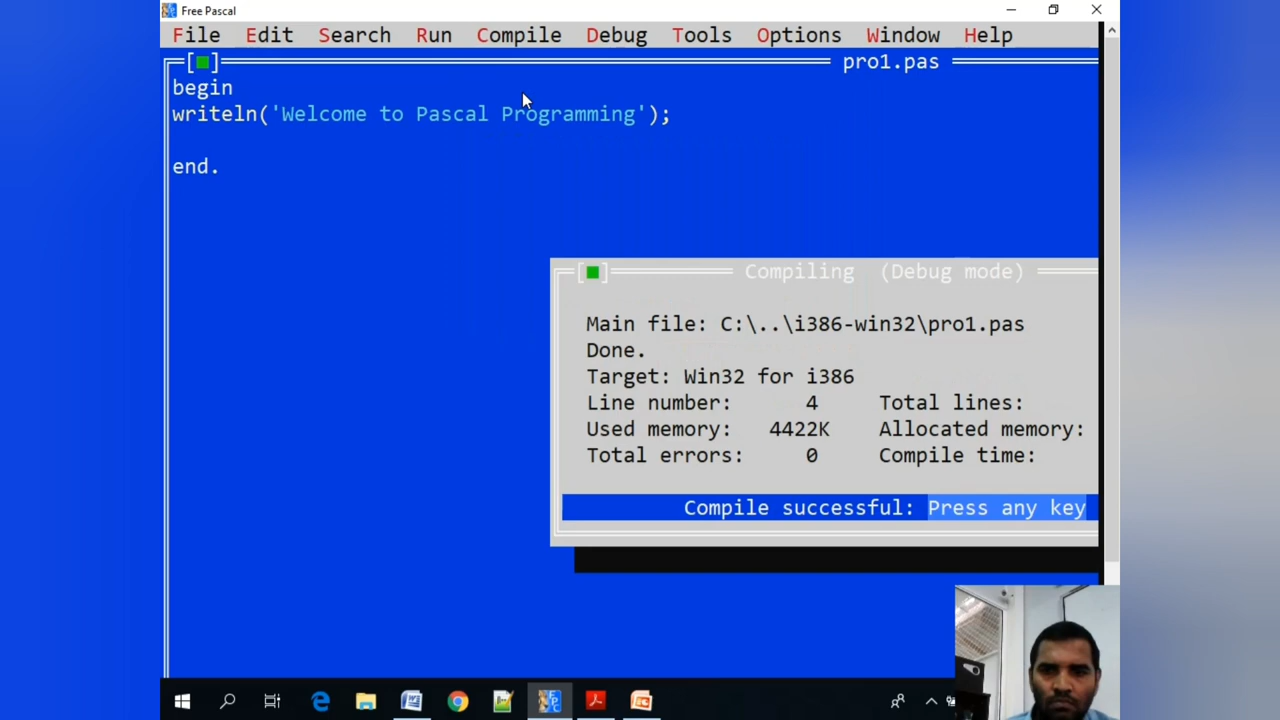 Free Pascal
File Edit Search Run Compile Debug Tools Options Window Help
pro1.pas
begin
writeln('Welcome to Pascal Programming');
end.
Compiling (Debug mode)
Main file: C:\..\i386-win32\pro1.pas
Done.
Target: Win32 for i386
Line number: 4 Total lines:
Used memory: 4422K Allocated memory:
Total errors: 0 Compile time:
Compile successful: Press any key